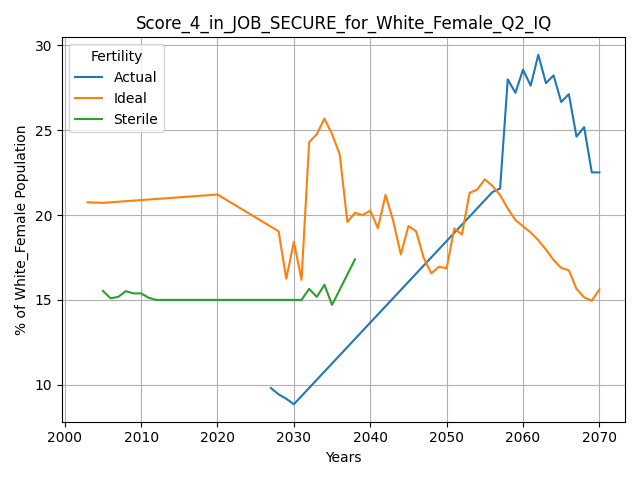 Score_4_in_JOB_SECURE_for_White_Female_Q2_IQ
% of White_Female Population
30
25
20
15
10
Fertility
Actual
Ideal
Sterile
2000 2010 2020 2030 2040 2050 2060 2070
Years